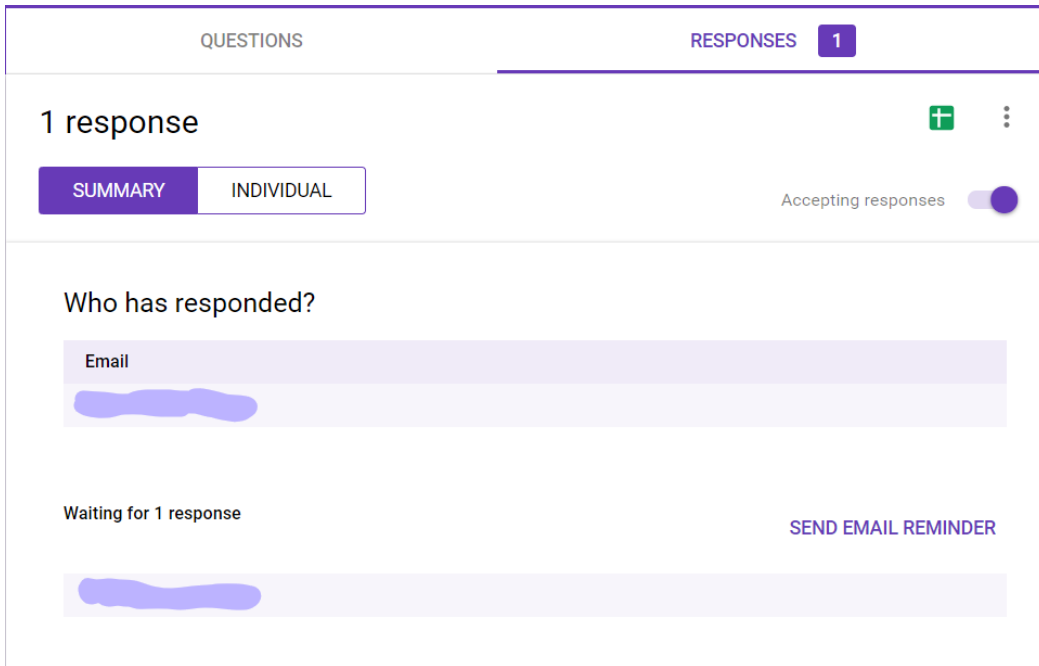 QUESTIONS
RESPONSES 1
1 response
SUMMARY INDIVIDUAL
Accepting responses
Who has responded?
Email
Waiting for 1 response
SEND EMAIL REMINDER